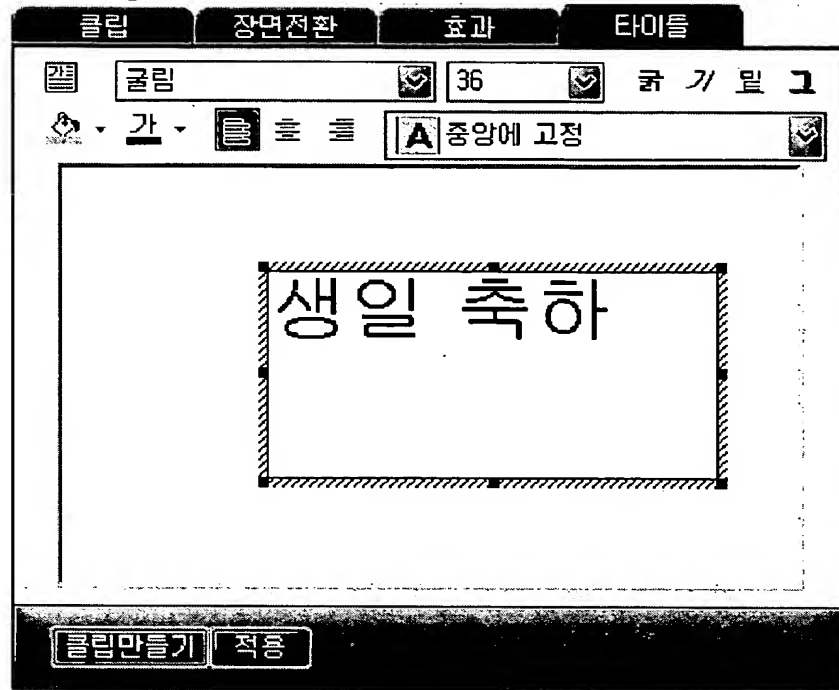 클립 장면전환 효과 타이틀
가 굴림 36 굵 기 밑 그
가 A 중앙에 고정
생일 축하
클립만들기 적용